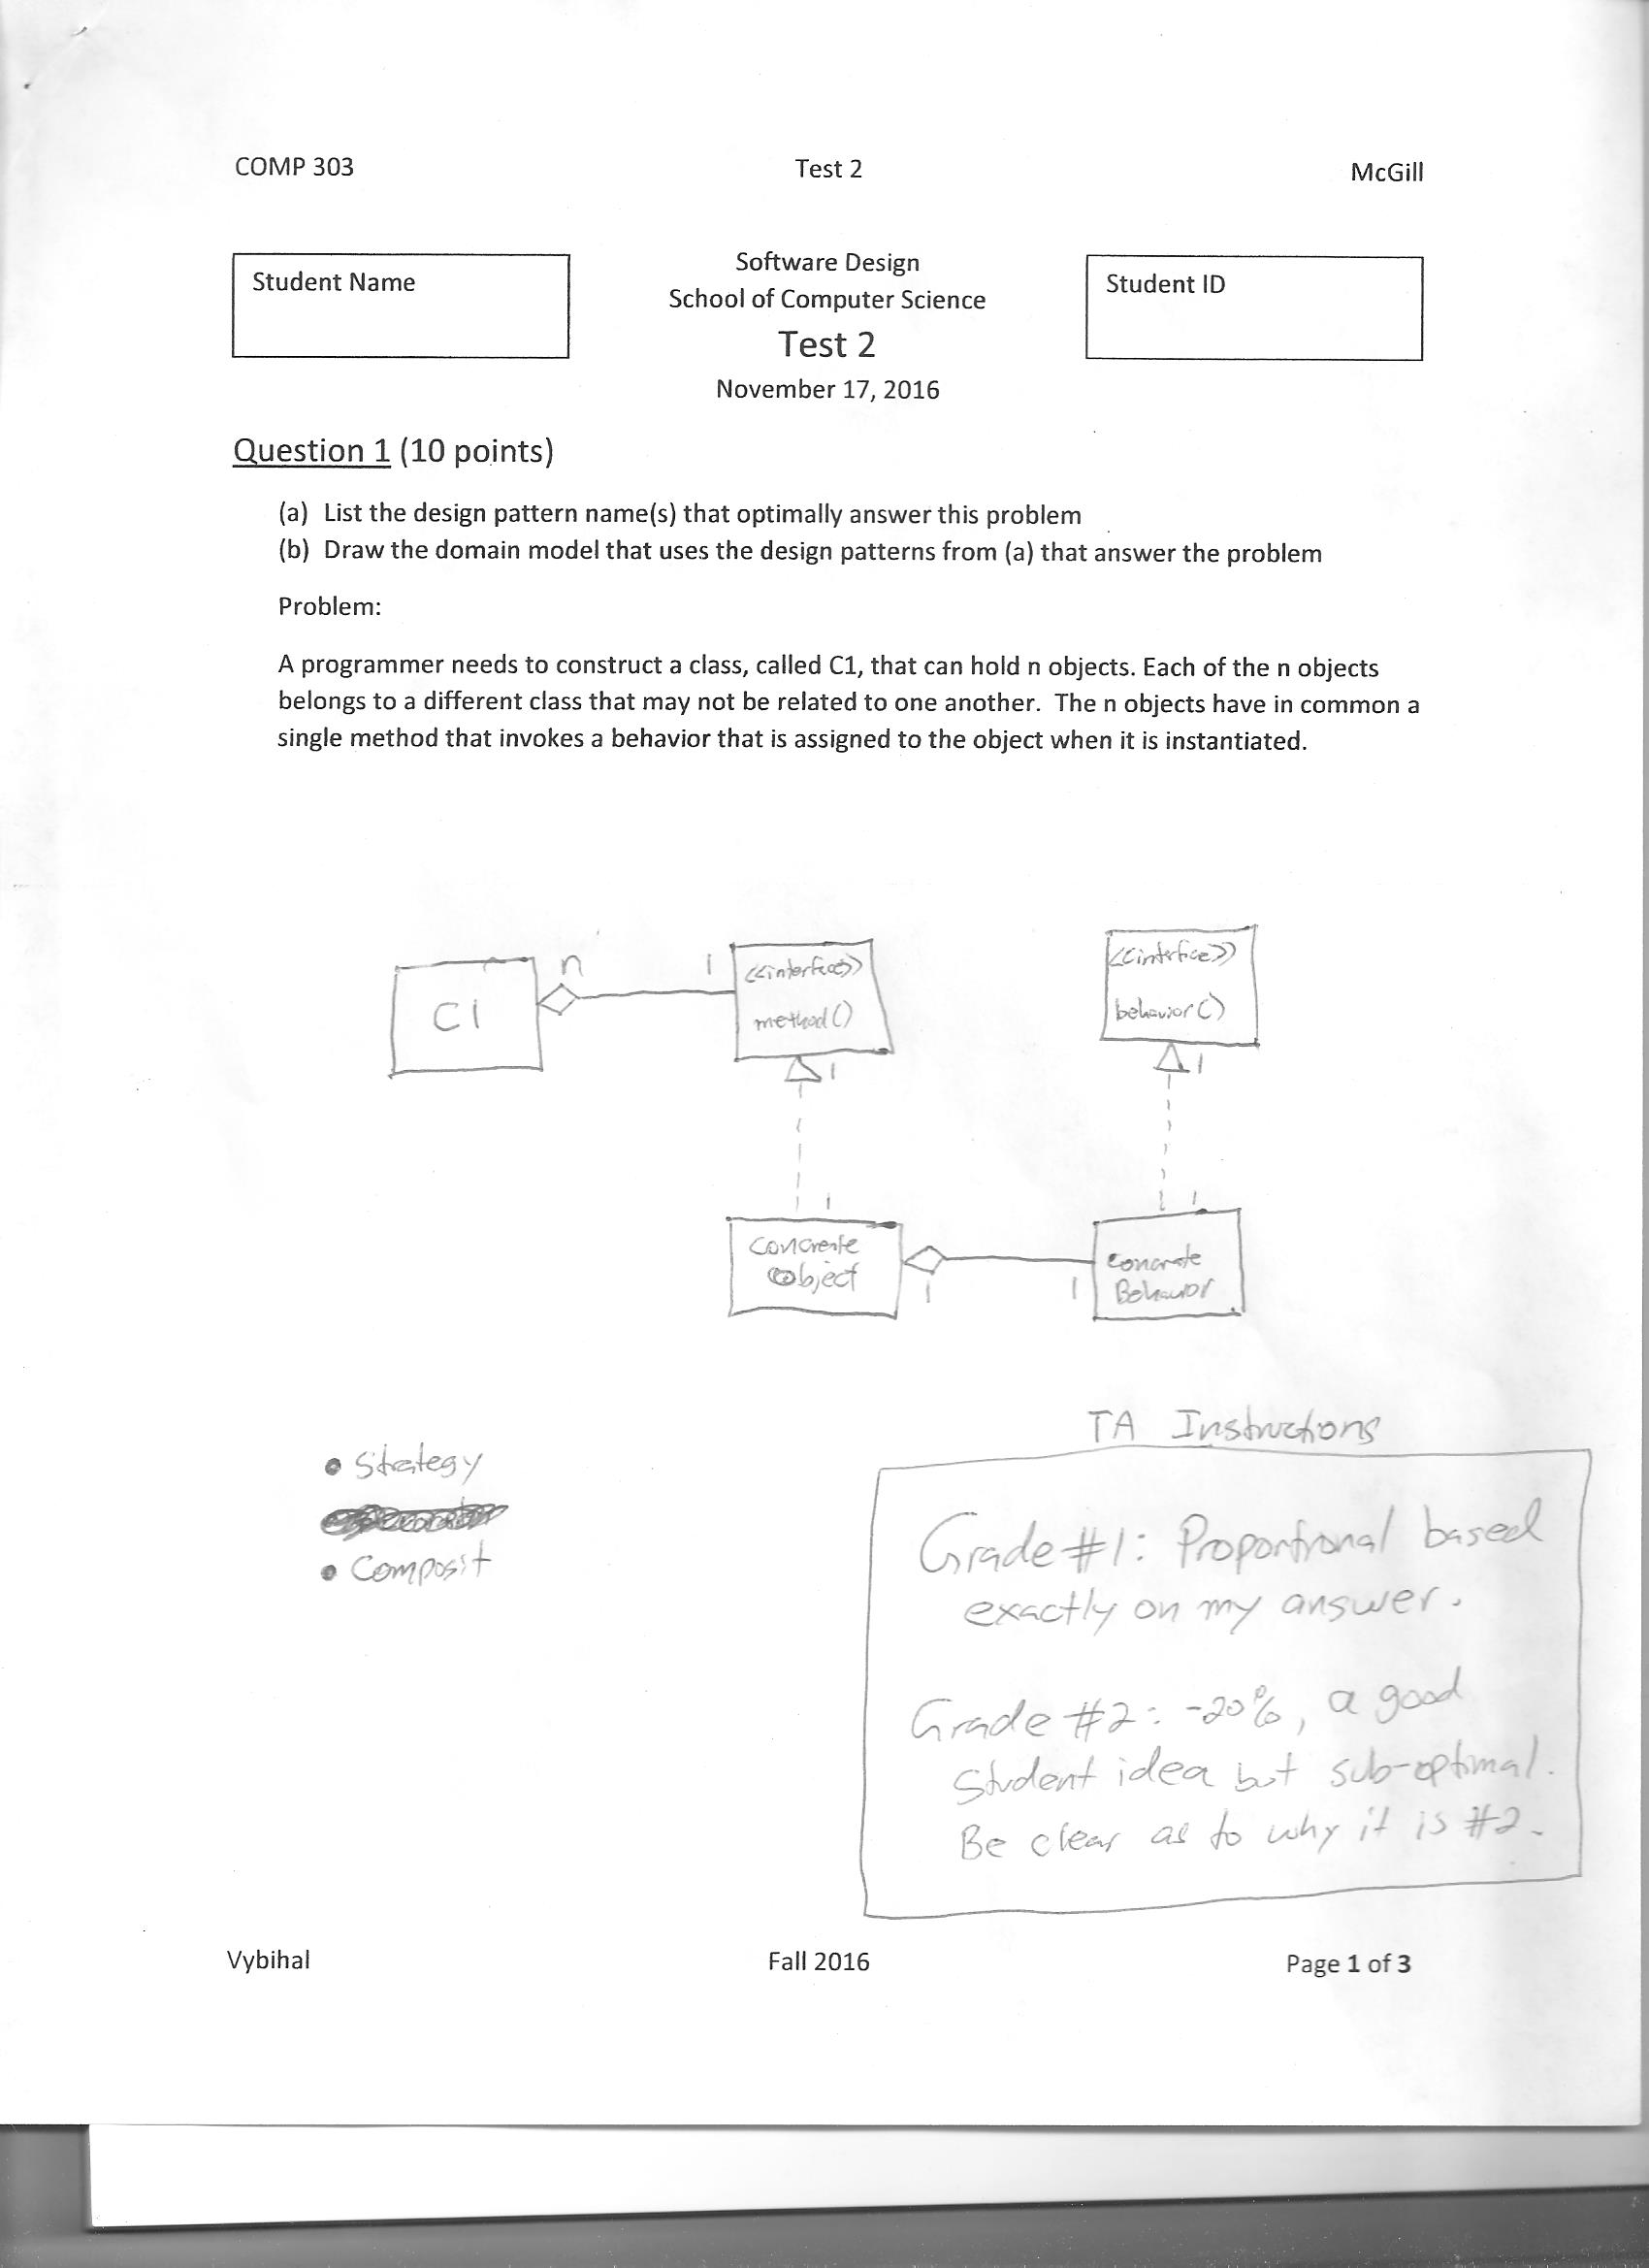 COMP 303 Test 2 McGill
Student Name
Software Design
School of Computer Science
Test 2
November 17, 2016
Student ID
Question 1 (10 points)
(a) List the design pattern name(s) that optimally answer this problem
(b) Draw the domain model that uses the design patterns from (a) that answer the problem
Problem:
A programmer needs to construct a class, called C1, that can hold n objects. Each of the n objects
belongs to a different class that may not be related to one another. The n objects have in common a
single method that invokes a behavior that is assigned to the object when it is instantiated.
C1
n
1
<<interface>>
method()
1
<<interface>>
behavior()
1
1
1
Concrete
Object
1
1
Concrete
Behavior
TA Instructions
• Strategy
• Composit
Grade #1: Proportional based
exactly on my answer.
Grade #2: -20%, a good
Student idea but sub-optimal.
Be clear as to why it is #2.
Vybihal Fall 2016 Page 1 of 3